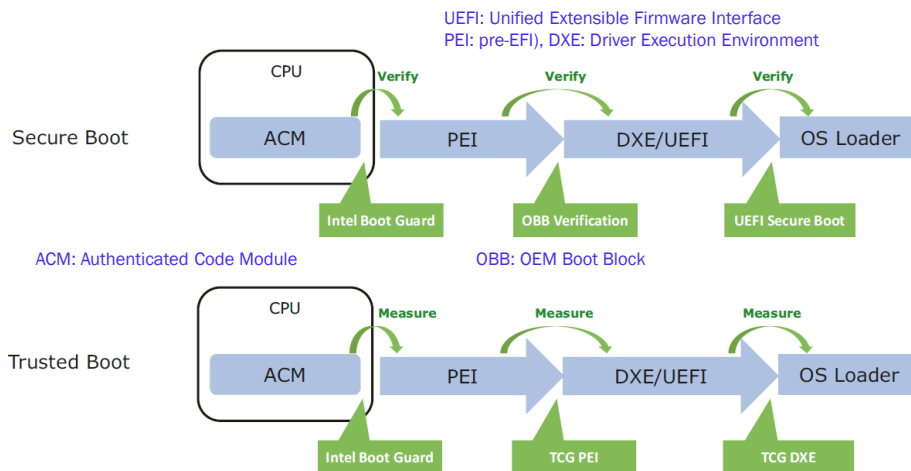 UEFI: Unified Extensible Firmware Interface
PEI: pre-EFI), DXE: Driver Execution Environment
CPU
Verify
Verify
Verify
Secure Boot
ACM
PEI
DXE/UEFI
OS Loader
Intel Boot Guard
OBB Verification
UEFI Secure Boot
ACM: Authenticated Code Module
OBB: OEM Boot Block
CPU
Measure
Measure
Measure
Trusted Boot
ACM
PEI
DXE/UEFI
OS Loader
Intel Boot Guard
TCG PEI
TCG DXE